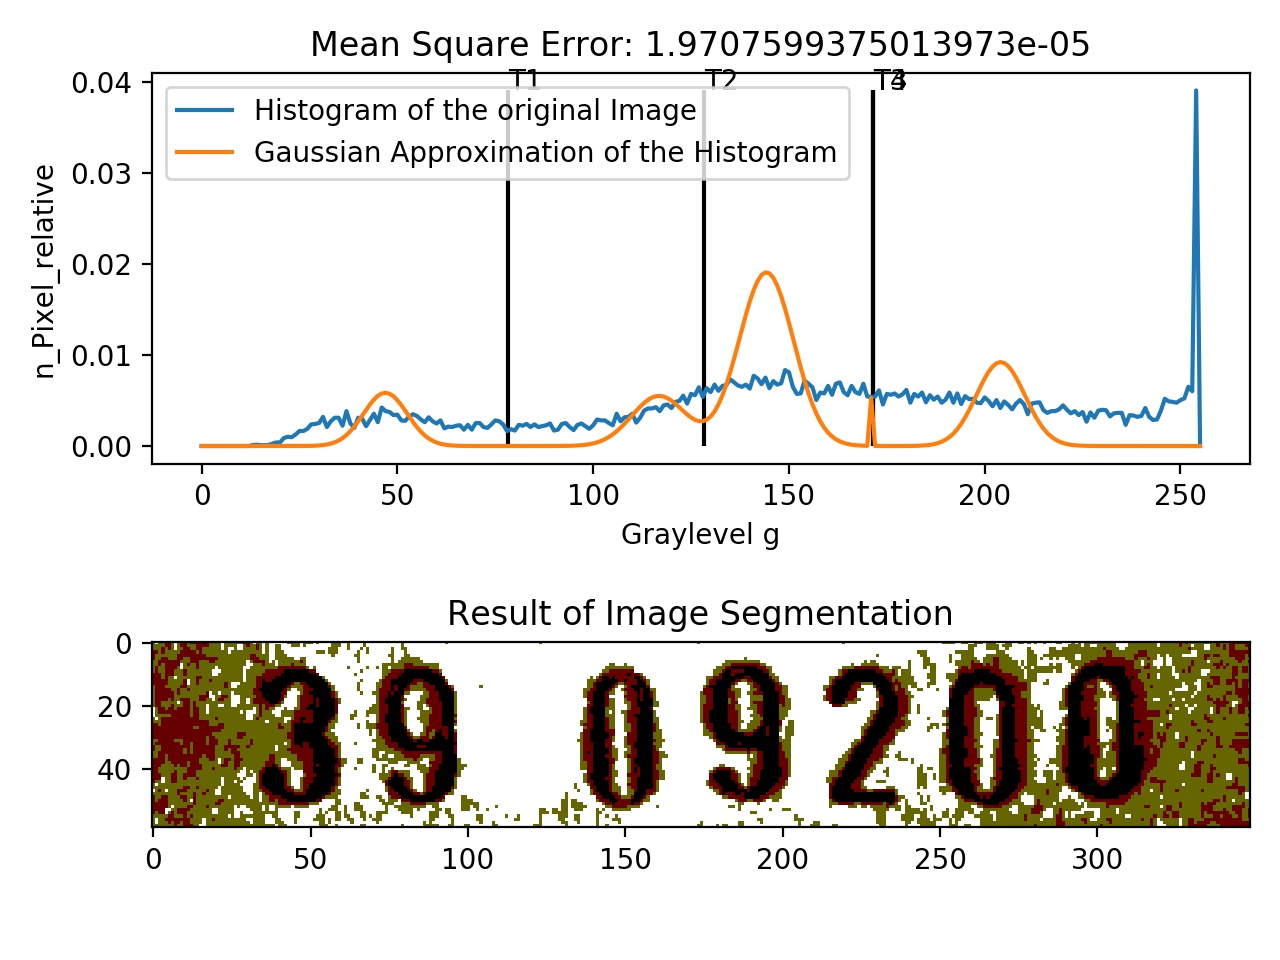 Mean Square Error: 1.9707599375013973e-05
T1 T2 T3
Histogram of the original Image
Gaussian Approximation of the Histogram
n_Pixel_relative
0.04
0.03
0.02
0.01
0.00
0 50 100 150 200 250
Graylevel g
Result of Image Segmentation
0
20
40
39 09200
0 50 100 150 200 250 300